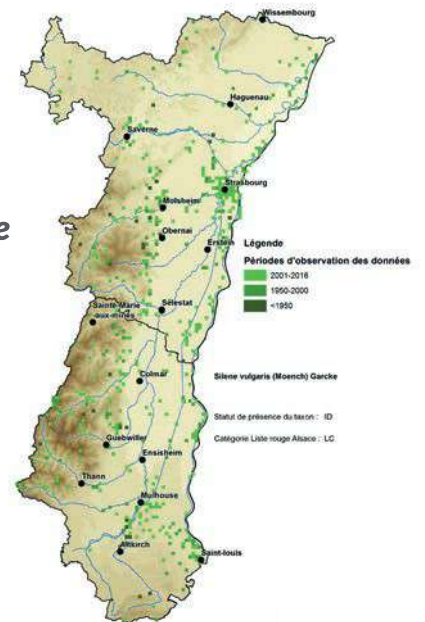 Wissembourg
Haguenau
Saverne
Strasbourg
Molsheim
Obernai
Erstein
e
Légende
Périodes d'observation des données
2001-2016
1950-2000
<1950
Sélestat
Sainte-Marie
aux-mines
Colmar
Silene vulgaris (Moench) Garcke
Statut de présence du taxon : ID
Catégorie Liste rouge Alsace : LC
Guebwiller
Ensisheim
Thann
Mulhouse
Altkirch
Saint-louis